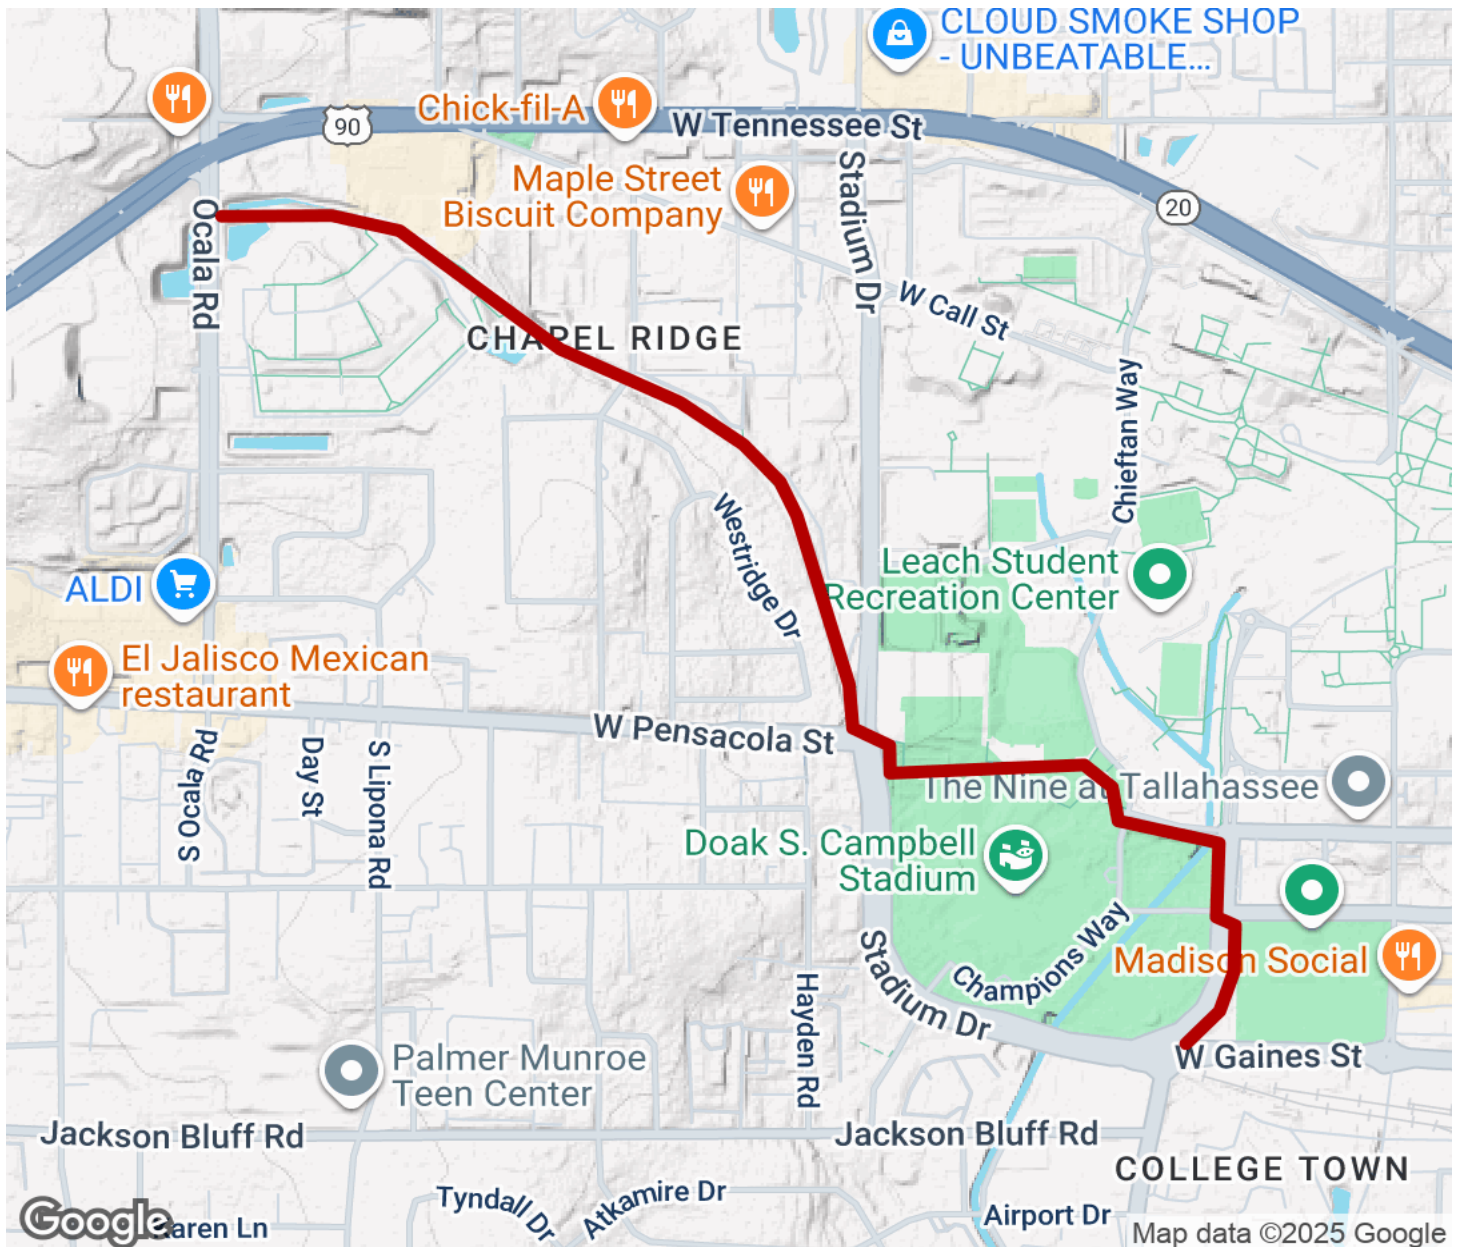 CLOUD SMOKE SHOP
- UNBEATABLE...
90
Chick-fil-A
W Tennessee St
Maple Street
Biscuit Company
20
Ocala Rd
Stadium Dr
W Call St
CHAPEL RIDGE
Chieftan Way
Westridge Dr
Leach Student
Recreation Center
ALDI
El Jalisco Mexican
restaurant
W Pensacola St
S Ocala Rd
Day St
S Lipona Rd
The Nine at Tallahassee
Doak S. Campbell
Stadium
Champions Way
Madison Social
Stadium Dr
Hayden Rd
W Gaines St
Palmer Munroe
Teen Center
Jackson Bluff Rd
Jackson Bluff Rd
COLLEGE TOWN
Tyndall Dr
Atkamire Dr
Airport Dr
Google
Karen Ln
Map data ©2025 Google